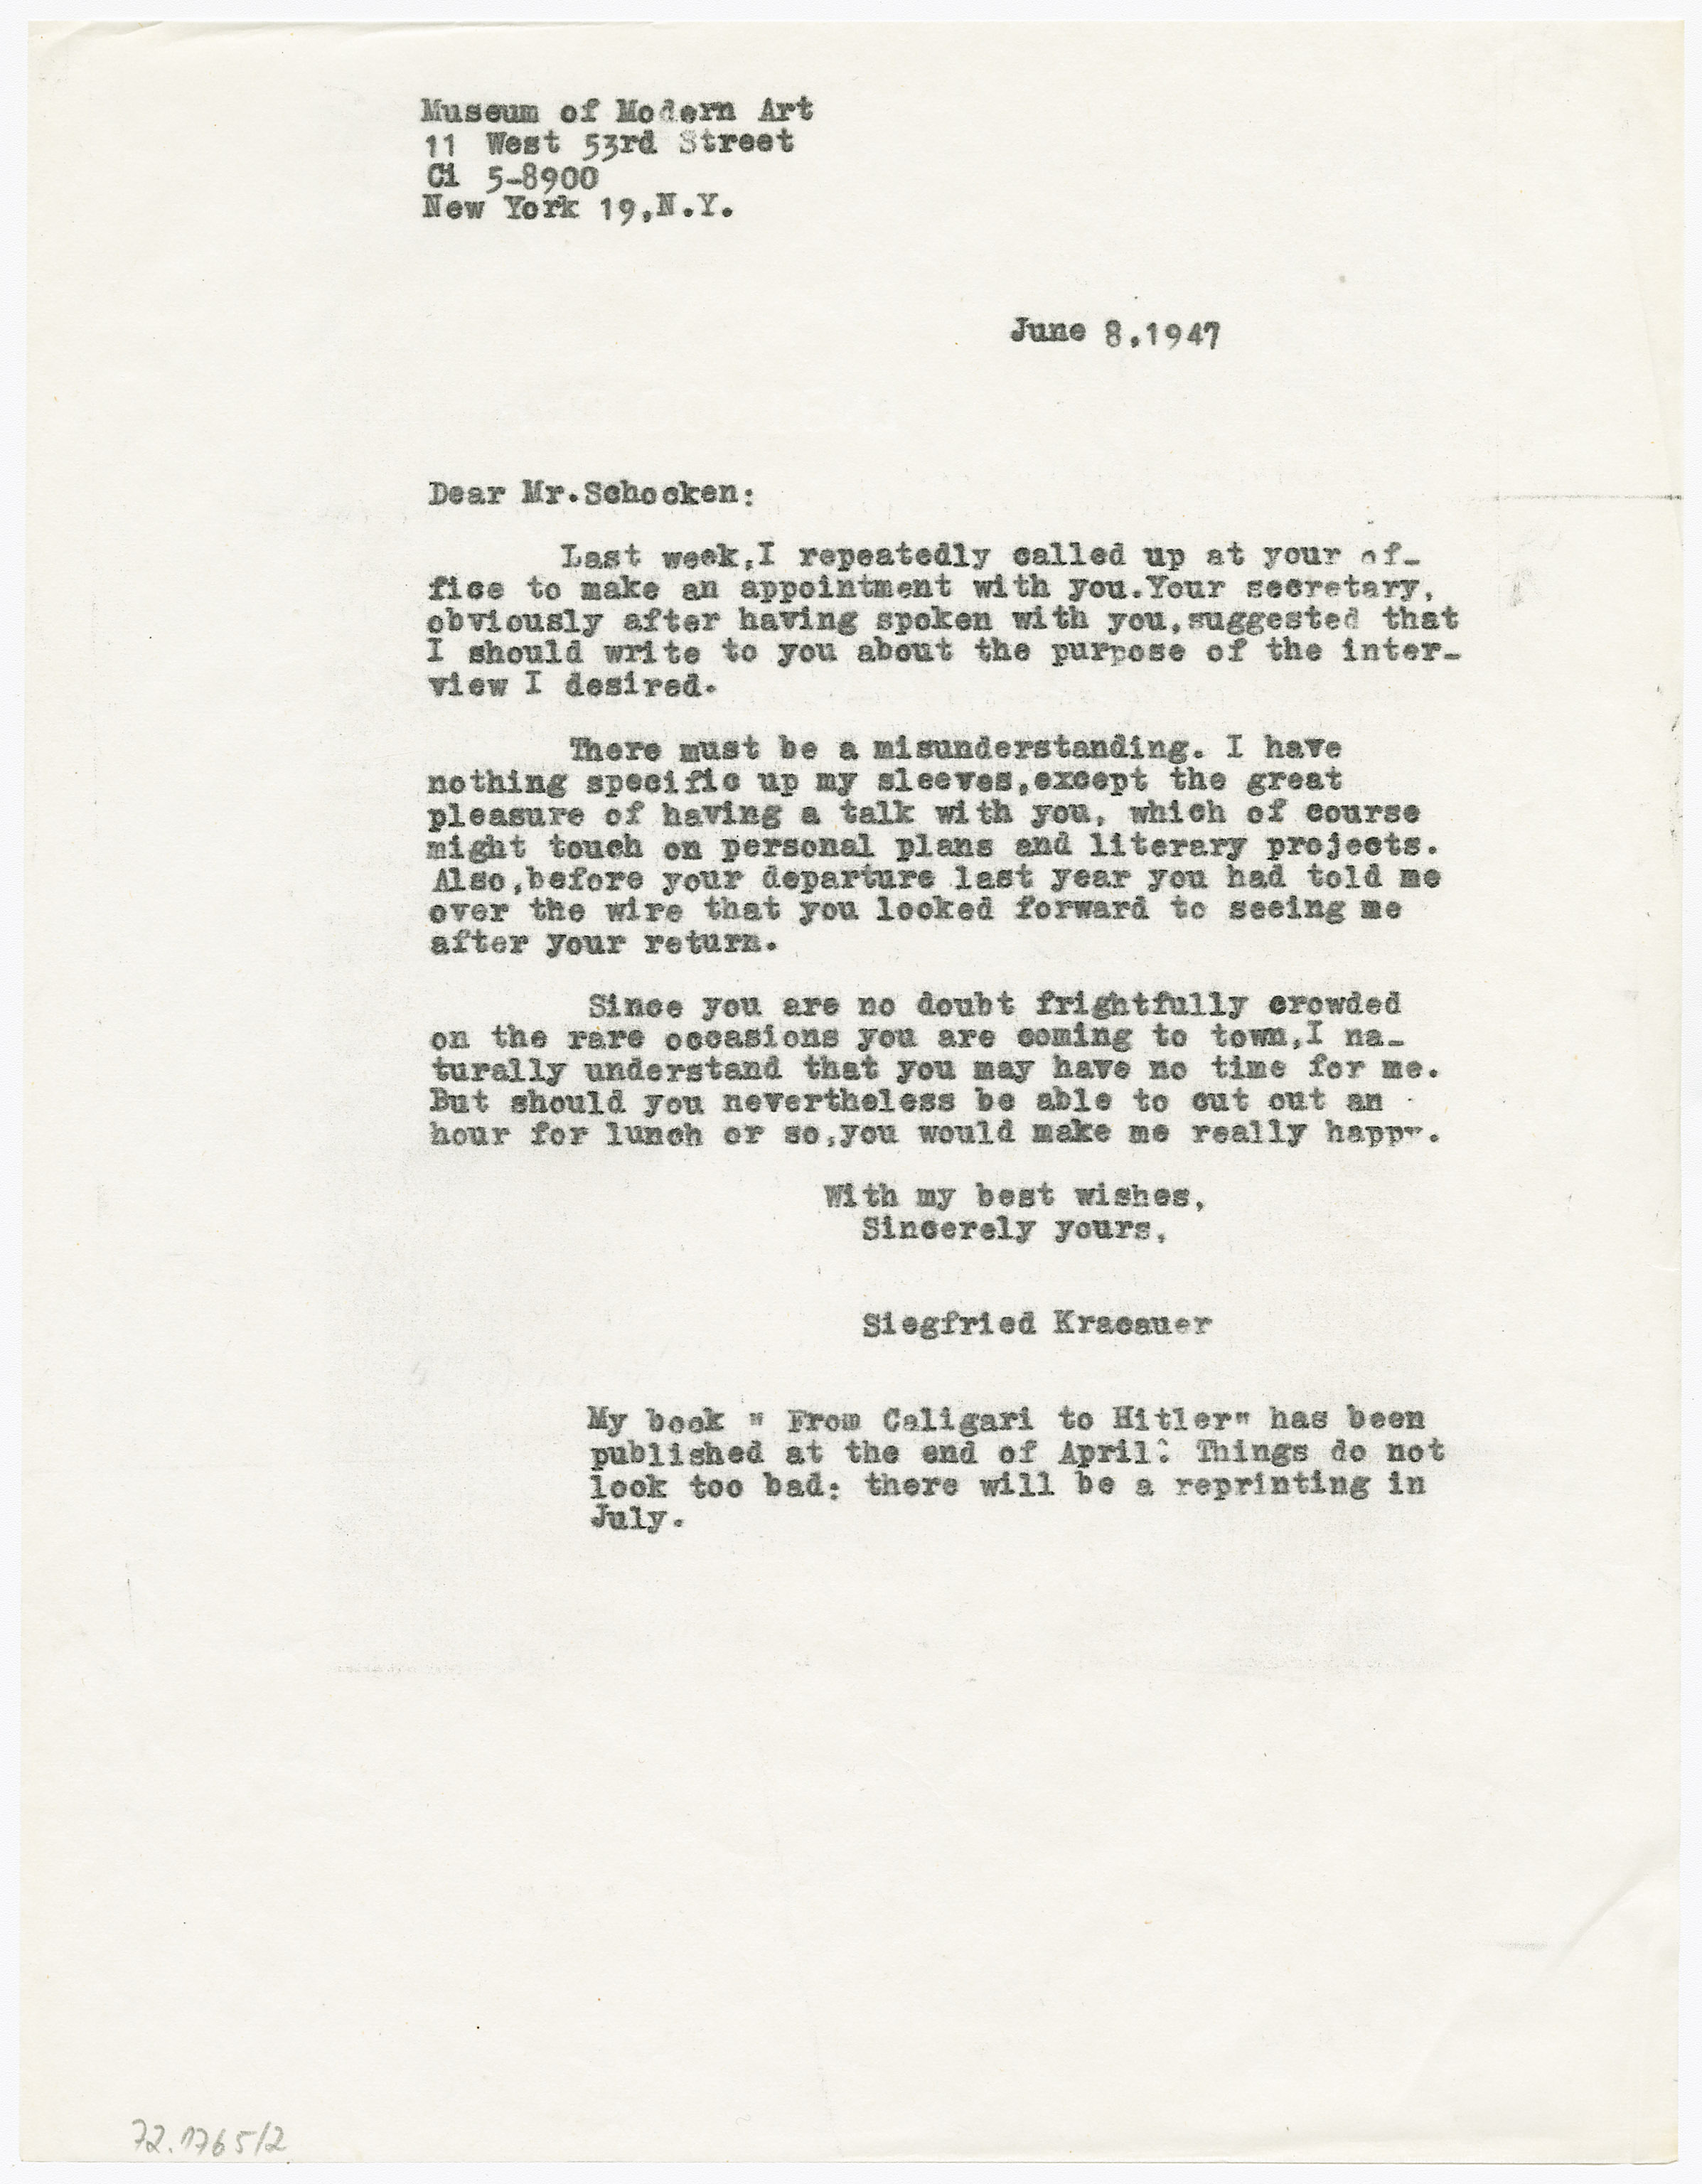 Museum of Modern Art
11 West 53rd Street
Ci 5-8900
New York 19,N.Y.
June 8,1947
Dear Mr.Schocken:
Last week,I repeatedly called up at your of-
fice to make an appointment with you.Your secretary,
obviously after having spoken with you,suggested that
I should write to you about the purpose of the inter-
view I desired.
There must be a misunderstanding. I have
nothing specific up my sleeves,except the great
pleasure of having a talk with you, which of course
might touch on personal plans and literary projects.
Also,before your departure last year you had told me
over the wire that you looked forward to seeing me
after your return.
Since you are no doubt frightfully crowded
on the rare occasions you are coming to town,I na-
turally understand that you may have no time for me.
But should you nevertheless be able to cut out an
hour for lunch or so,you would make me really happy.
With my best wishes,
Sincerely yours,
Siegfried Kracauer
My book " From Caligari to Hitler" has been
published at the end of April: Things do not
look too bad: there will be a reprinting in
July.
72.1765/2